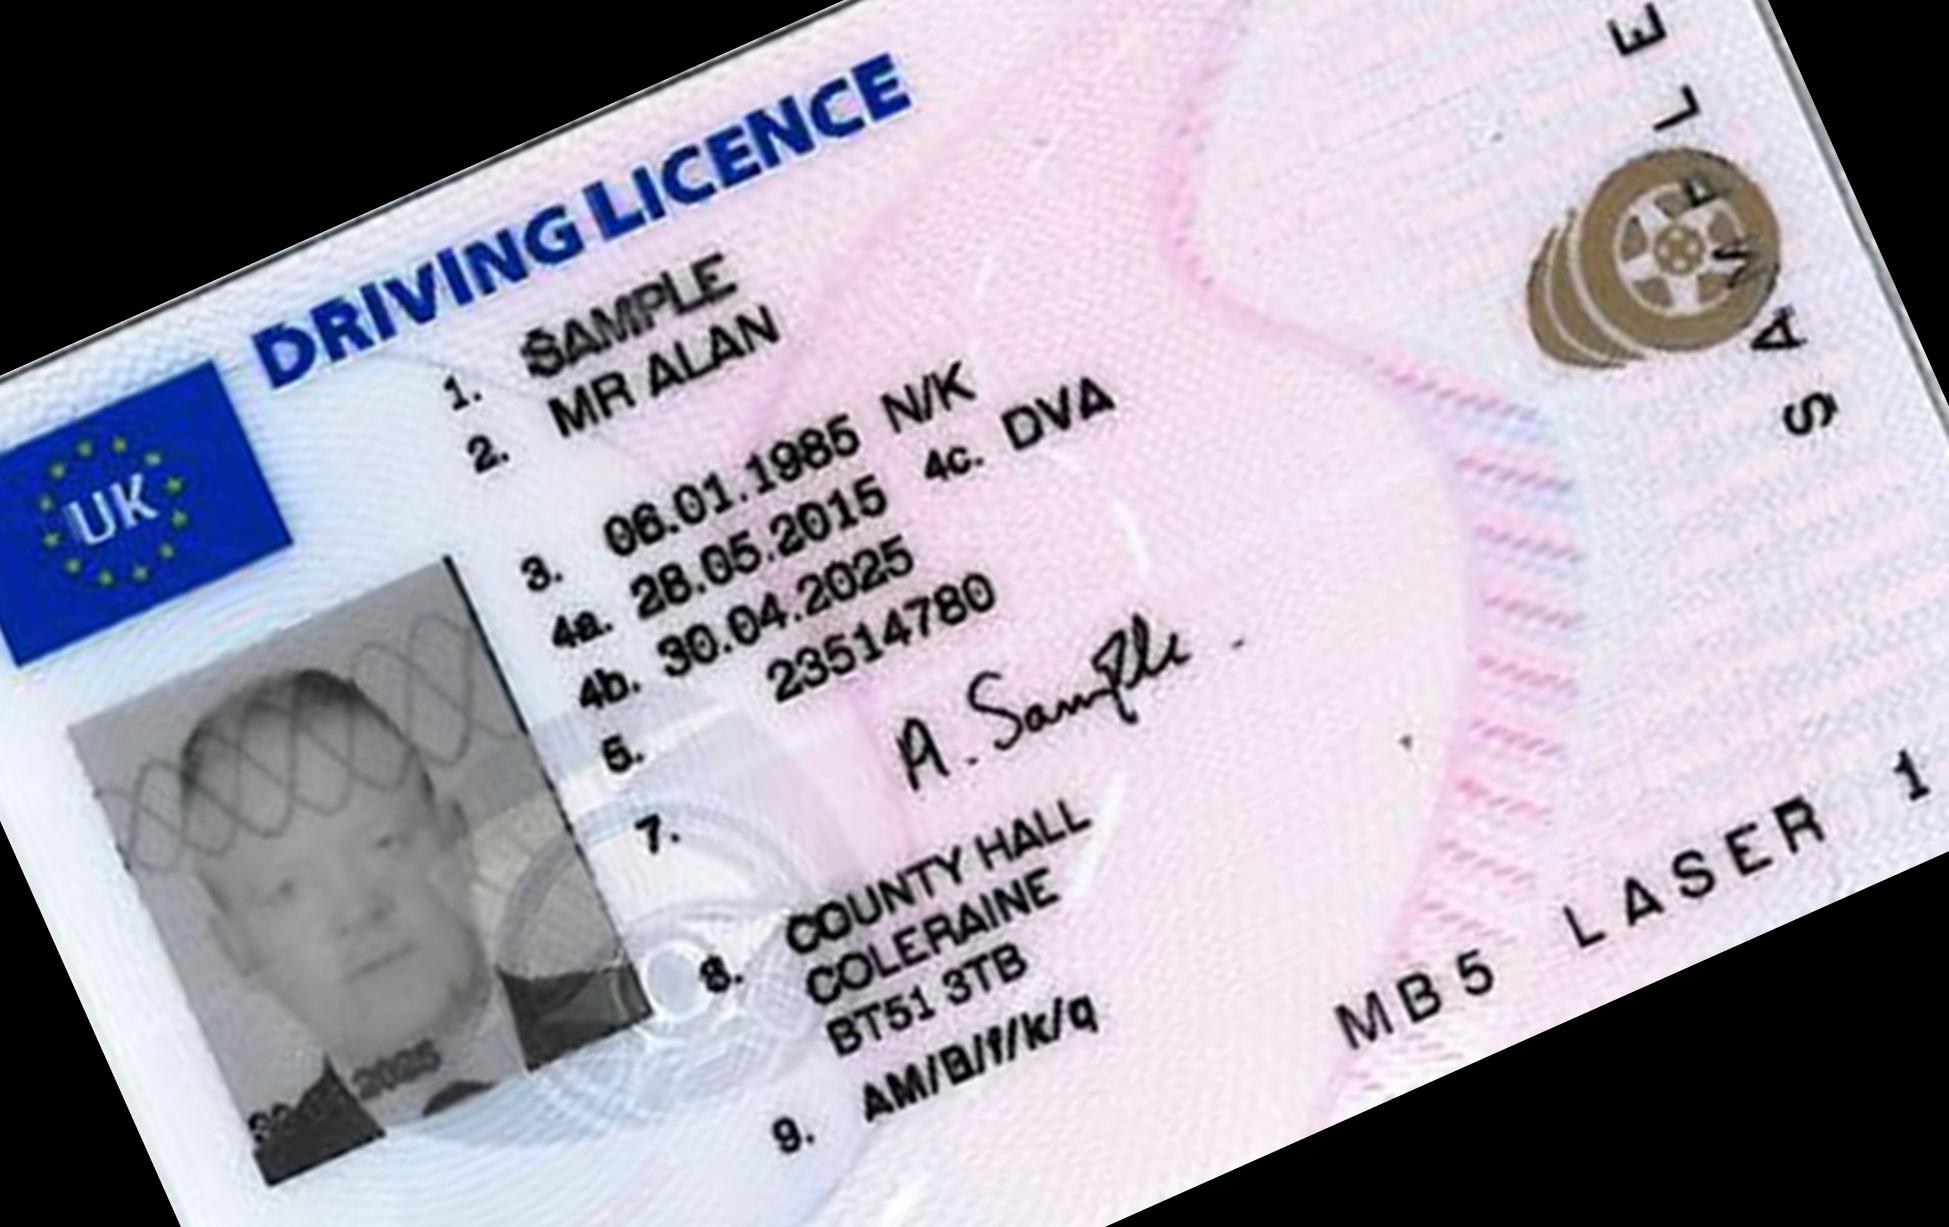 DRIVING LICENCE
UK
1. SAMPLE
2. MR ALAN
3. 06.01.1985 N/K
4a. 28.05.2015 4c. DVA
4b. 30.04.2025
5. 23514780
7. A. Sample
8. COUNTY HALL
COLERAINE
BT51 3TB
9. AM/B/f/k/q
2025
SAMPLE
MB5 LASER 1